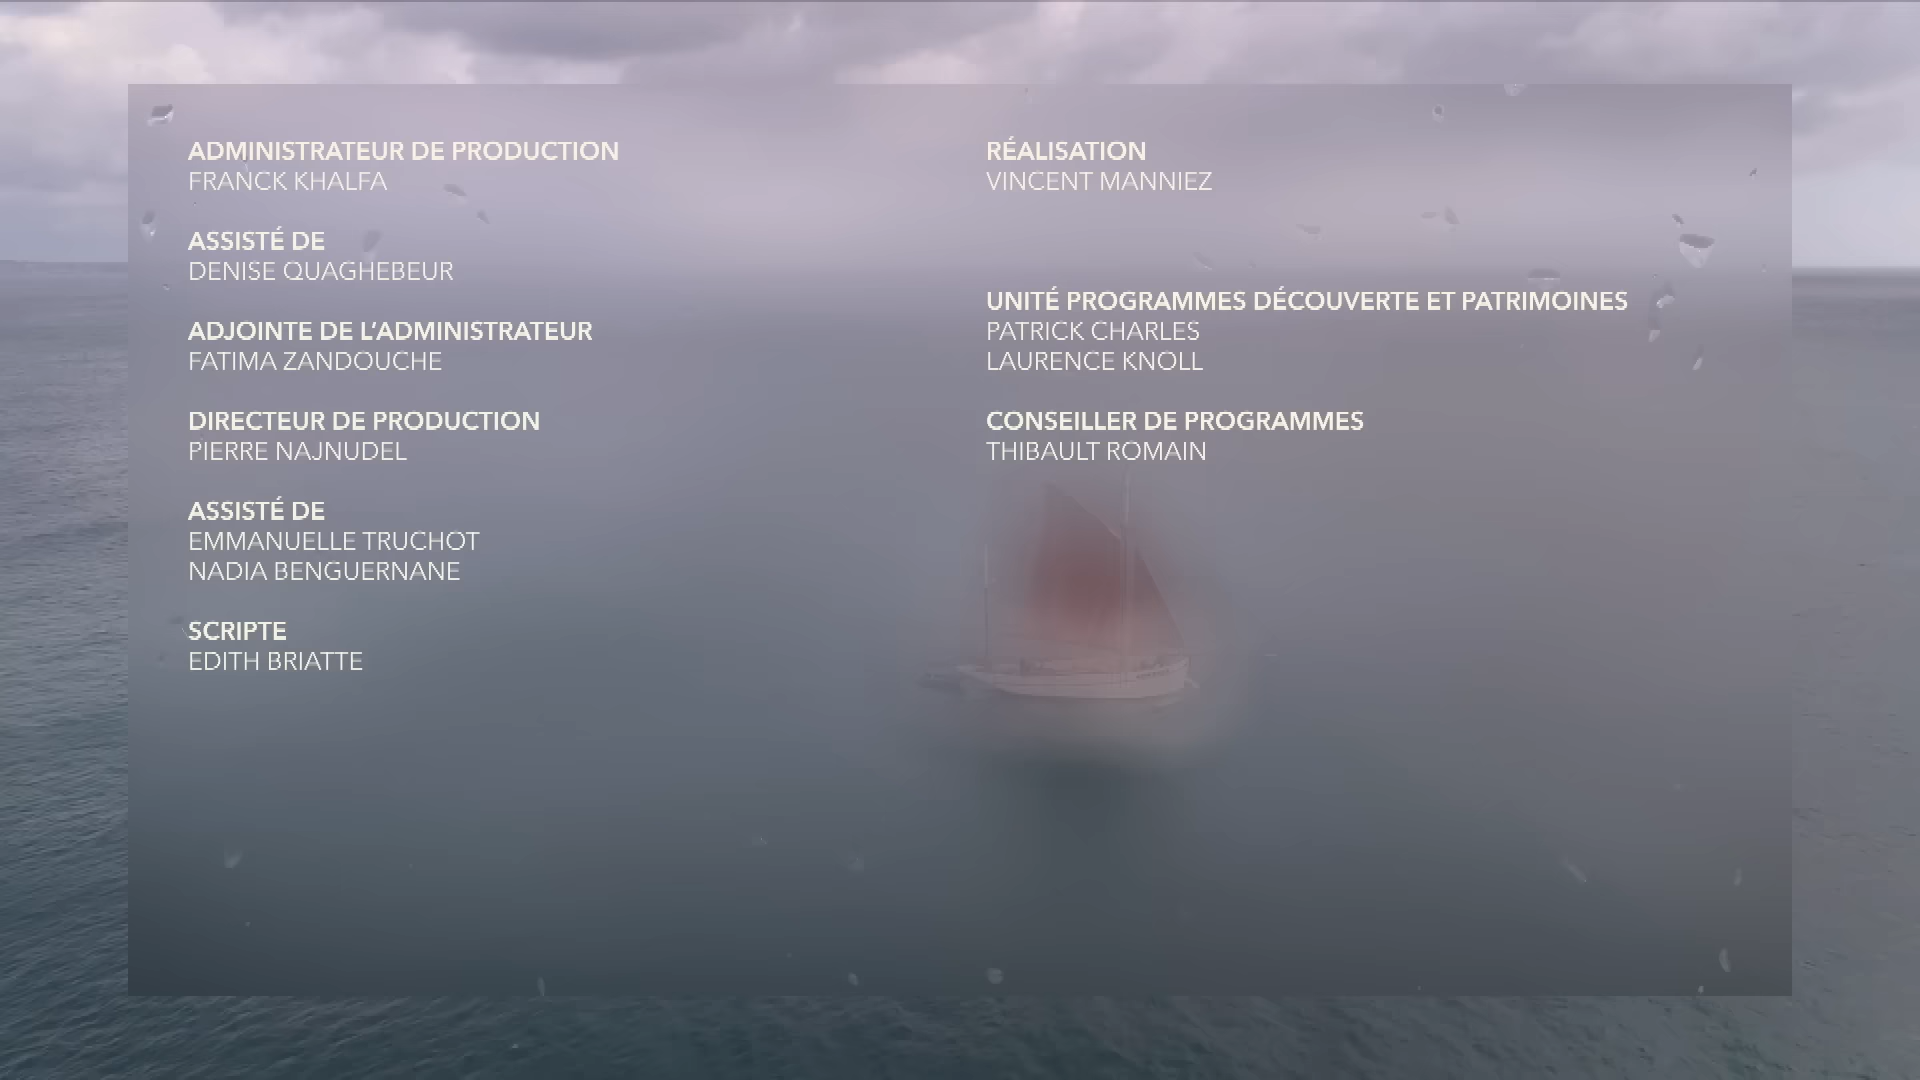 ADMINISTRATEUR DE PRODUCTION
FRANCK KHALFA
ASSISTÉ DE
DENISE QUAGHEBEUR
ADJOINTE DE L’ADMINISTRATEUR
FATIMA ZANDOUCHE
DIRECTEUR DE PRODUCTION
PIERRE NAJNUDEL
ASSISTÉ DE
EMMANUELLE TRUCHOT
NADIA BENGUERNANE
SCRIPTE
EDITH BRIATTE
RÉALISATION
VINCENT MANNIEZ
UNITÉ PROGRAMMES DÉCOUVERTE ET PATRIMOINES
PATRICK CHARLES
LAURENCE KNOLL
CONSEILLER DE PROGRAMMES
THIBAULT ROMAIN